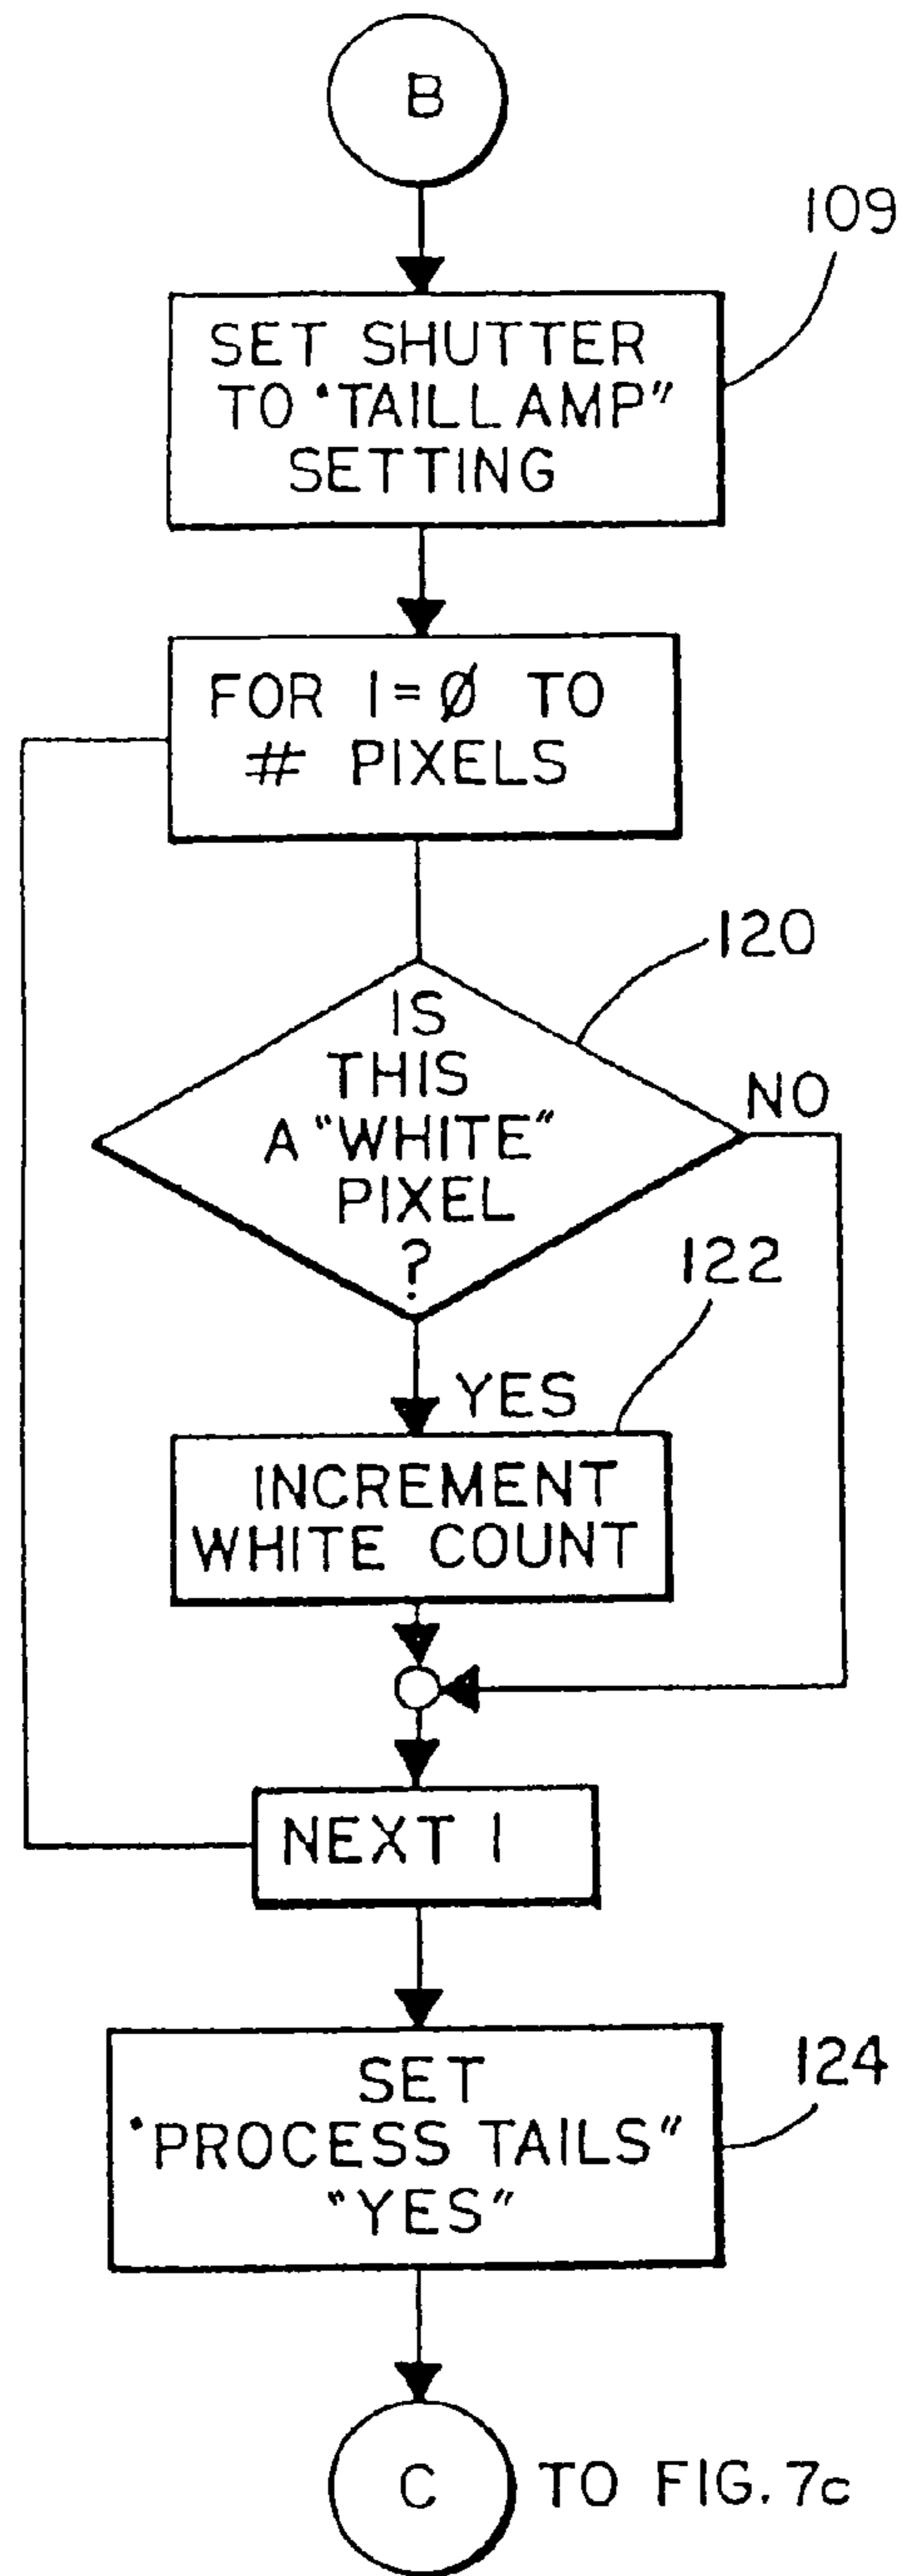 B
109
SET SHUTTER
TO "TAILLAMP"
SETTING
FOR I=Ø TO
# PIXELS
120
IS
THIS
A "WHITE"
PIXEL
?
NO
122
YES
INCREMENT
WHITE COUNT
NEXT I
124
SET
"PROCESS TAILS"
"YES"
C TO FIG. 7c